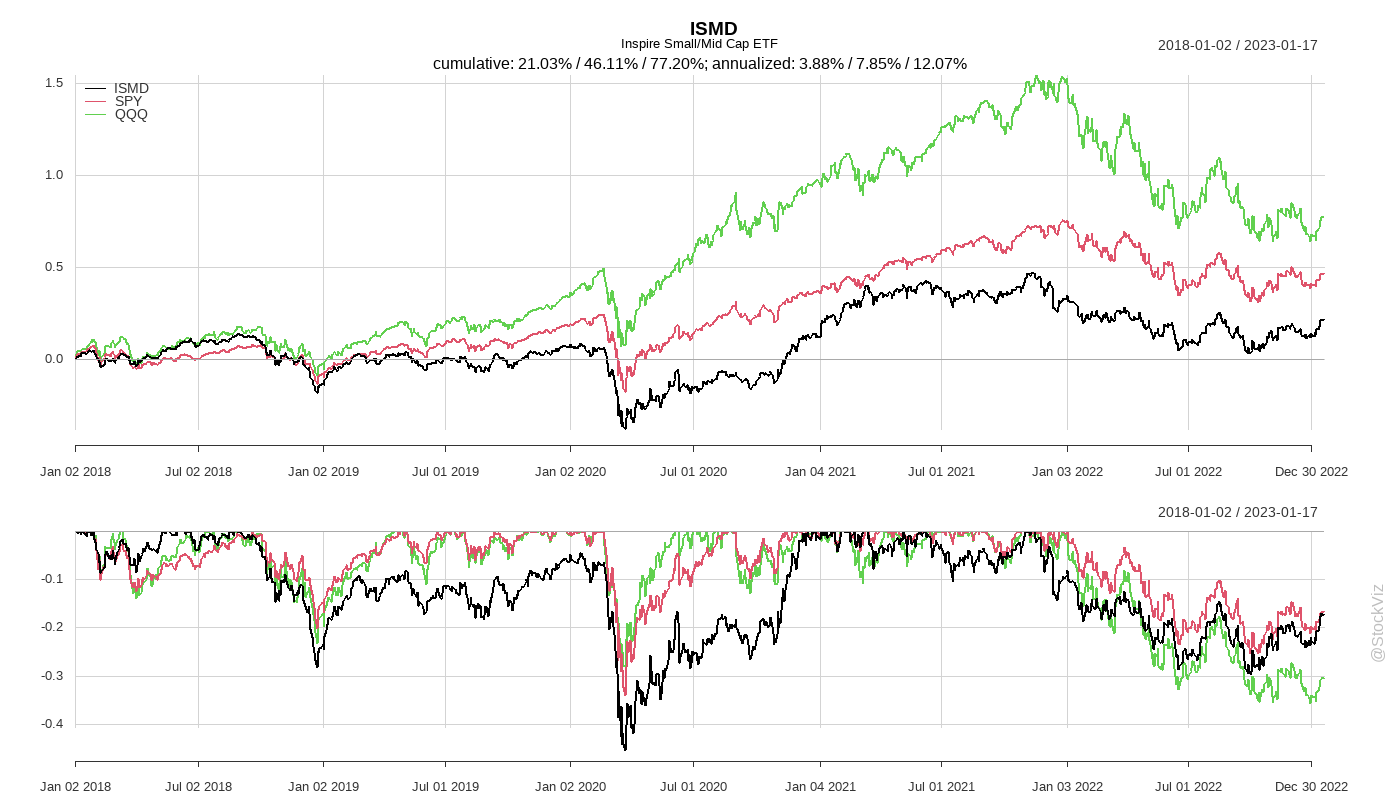 ISMD
Inspire Small/Mid Cap ETF
2018-01-02 / 2023-01-17
cumulative: 21.03% / 46.11% / 77.20%; annualized: 3.88% / 7.85% / 12.07%
ISMD
SPY
QQQ
1.5
1.0
0.5
0.0
Jan 02 2018 Jul 02 2018 Jan 02 2019 Jul 01 2019 Jan 02 2020 Jul 01 2020 Jan 04 2021 Jul 01 2021 Jan 03 2022 Jul 01 2022 Dec 30 2022
2018-01-02 / 2023-01-17
-0.1
-0.2
-0.3
-0.4
Jan 02 2018 Jul 02 2018 Jan 02 2019 Jul 01 2019 Jan 02 2020 Jul 01 2020 Jan 04 2021 Jul 01 2021 Jan 03 2022 Jul 01 2022 Dec 30 2022
@StockViz